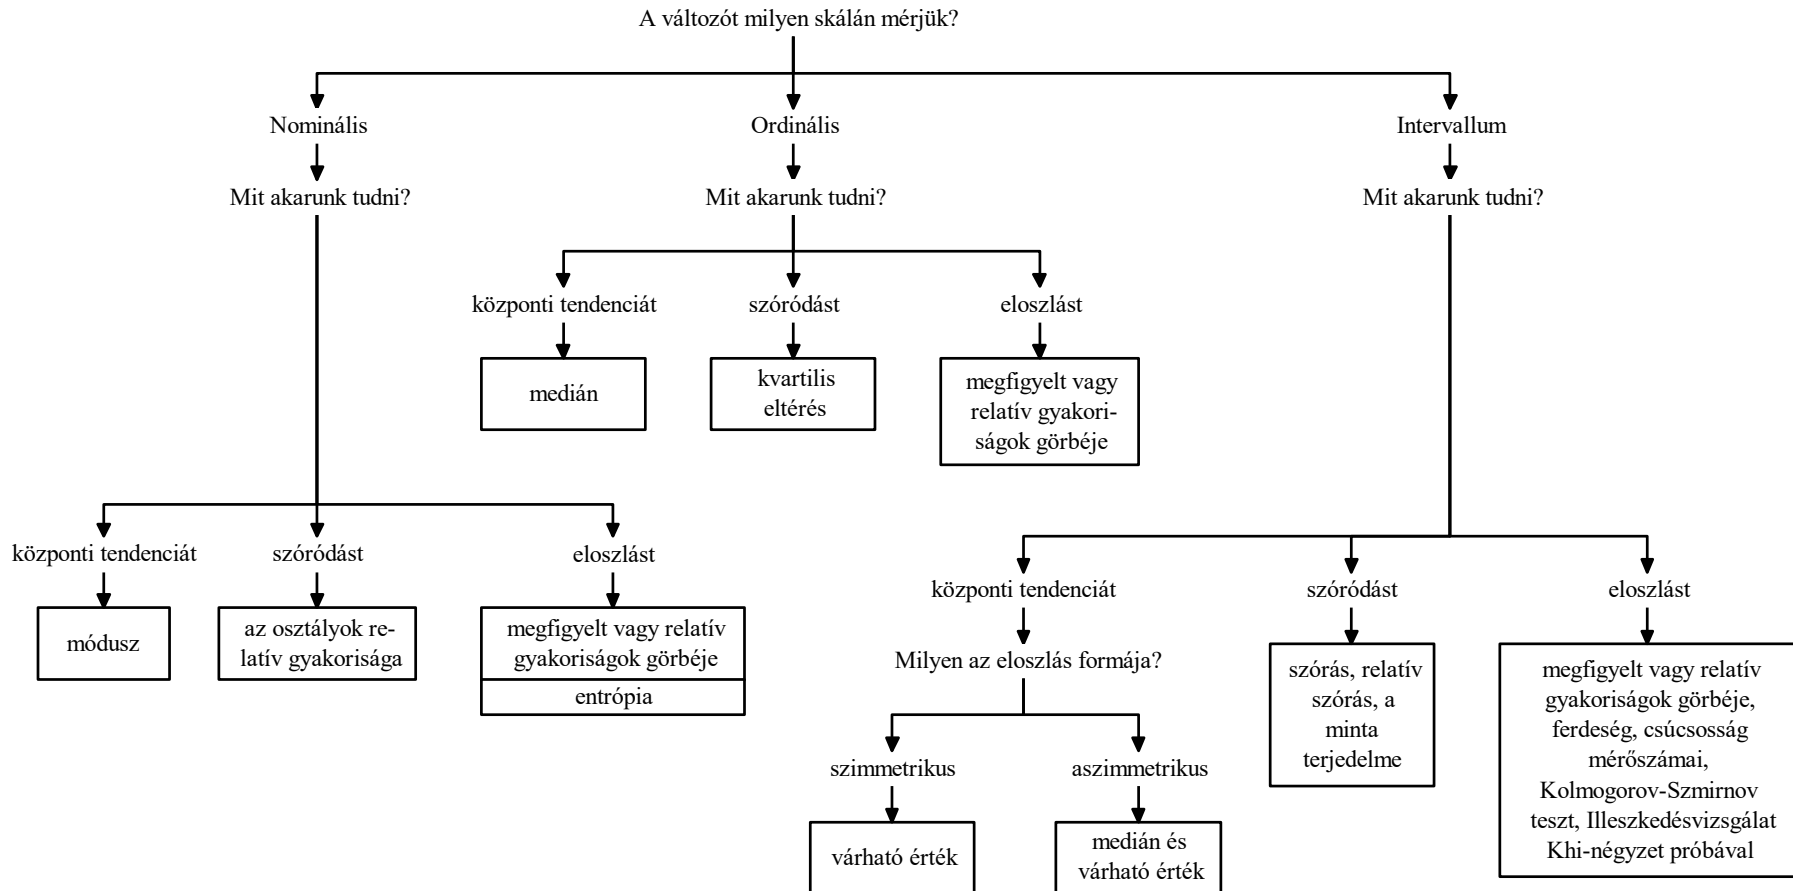 A változót milyen skálán mérjük?
Nominális
Ordinális
Intervallum
Mit akarunk tudni?
Mit akarunk tudni?
Mit akarunk tudni?
központi tendenciát
szóródást
eloszlást
medián
kvartilis
eltérés
megfigyelt vagy
relatív gyakori-
ságok görbéje
központi tendenciát
szóródást
eloszlást
módusz
az osztályok re-
latív gyakorisága
megfigyelt vagy relatív
gyakoriságok görbéje
entrópia
központi tendenciát
szóródást
eloszlást
Milyen az eloszlás formája?
szimmetrikus
aszimmetrikus
várható érték
medián és
várható érték
szórás, relatív
szórás, a
minta
terjedelme
megfigyelt vagy relatív
gyakoriságok görbéje,
ferdeség, csúcsosság
mérőszámai,
Kolmogorov-Szmirnov
teszt, Illeszkedésvizsgálat
Khi-négyzet próbával